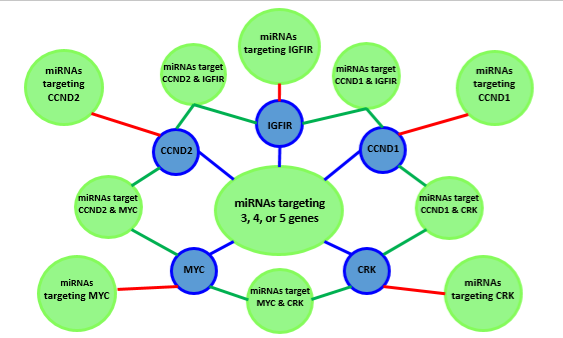 miRNAs
targeting IGFIR
miRNAs target
CCND2 & IGFIR
miRNAs target
CCND1 & IGFIR
miRNAs
targeting
CCND2
miRNAs
targeting
CCND1
IGFIR
CCND2
CCND1
miRNAs targeting
3, 4, or 5 genes
miRNAs target
CCND2 & MYC
miRNAs target
CCND1 & CRK
MYC
CRK
miRNAs
targeting MYC
miRNAs target
MYC & CRK
miRNAs
targeting CRK